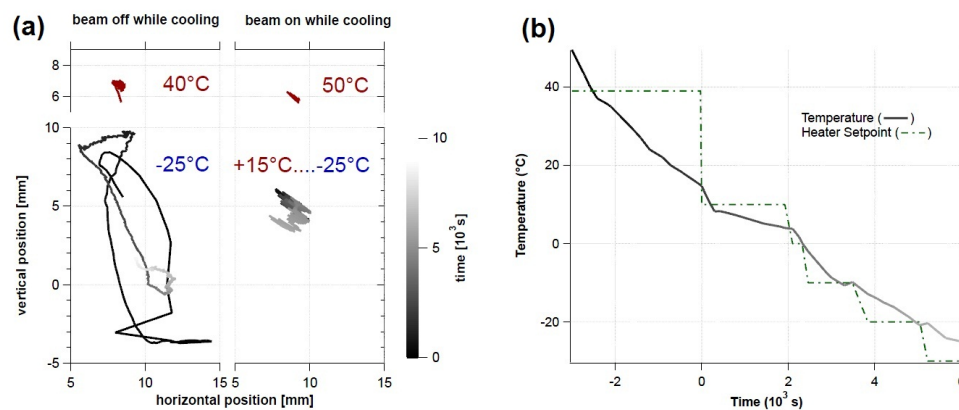 (a)
beam off while cooling
beam on while cooling
8
6
40°C
50°C
10
5
0
-5
-25°C
+15°C....-25°C
vertical position [mm]
5 10 15 5 10 15
horizontal position [mm]
10
5
0
time [10³ s]
(b)
40
20
0
-20
Temperature (°C)
Temperature ( )
Heater Setpoint ( )
-2 0 2 4 6
Time (10³ s)